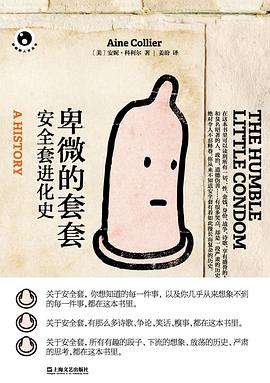 Aine Collier
[美] 安妮·科利尔 著 | 姜玢 译
THE HUMBLE
LITTLE CONDOM
A HISTORY
卑微的套套
安全套进化史
关于安全套，你想知道的每一件事，以及你几乎从来想象不到
的每一件事，都在这本书里。
关于安全套，有那么多诗歌、争论、笑话、糗事，都在这本书里。
关于安全套，所有有趣的段子、下流的想象、放荡的历史、严肃
的思考，都在这本书里。
上海文艺出版社